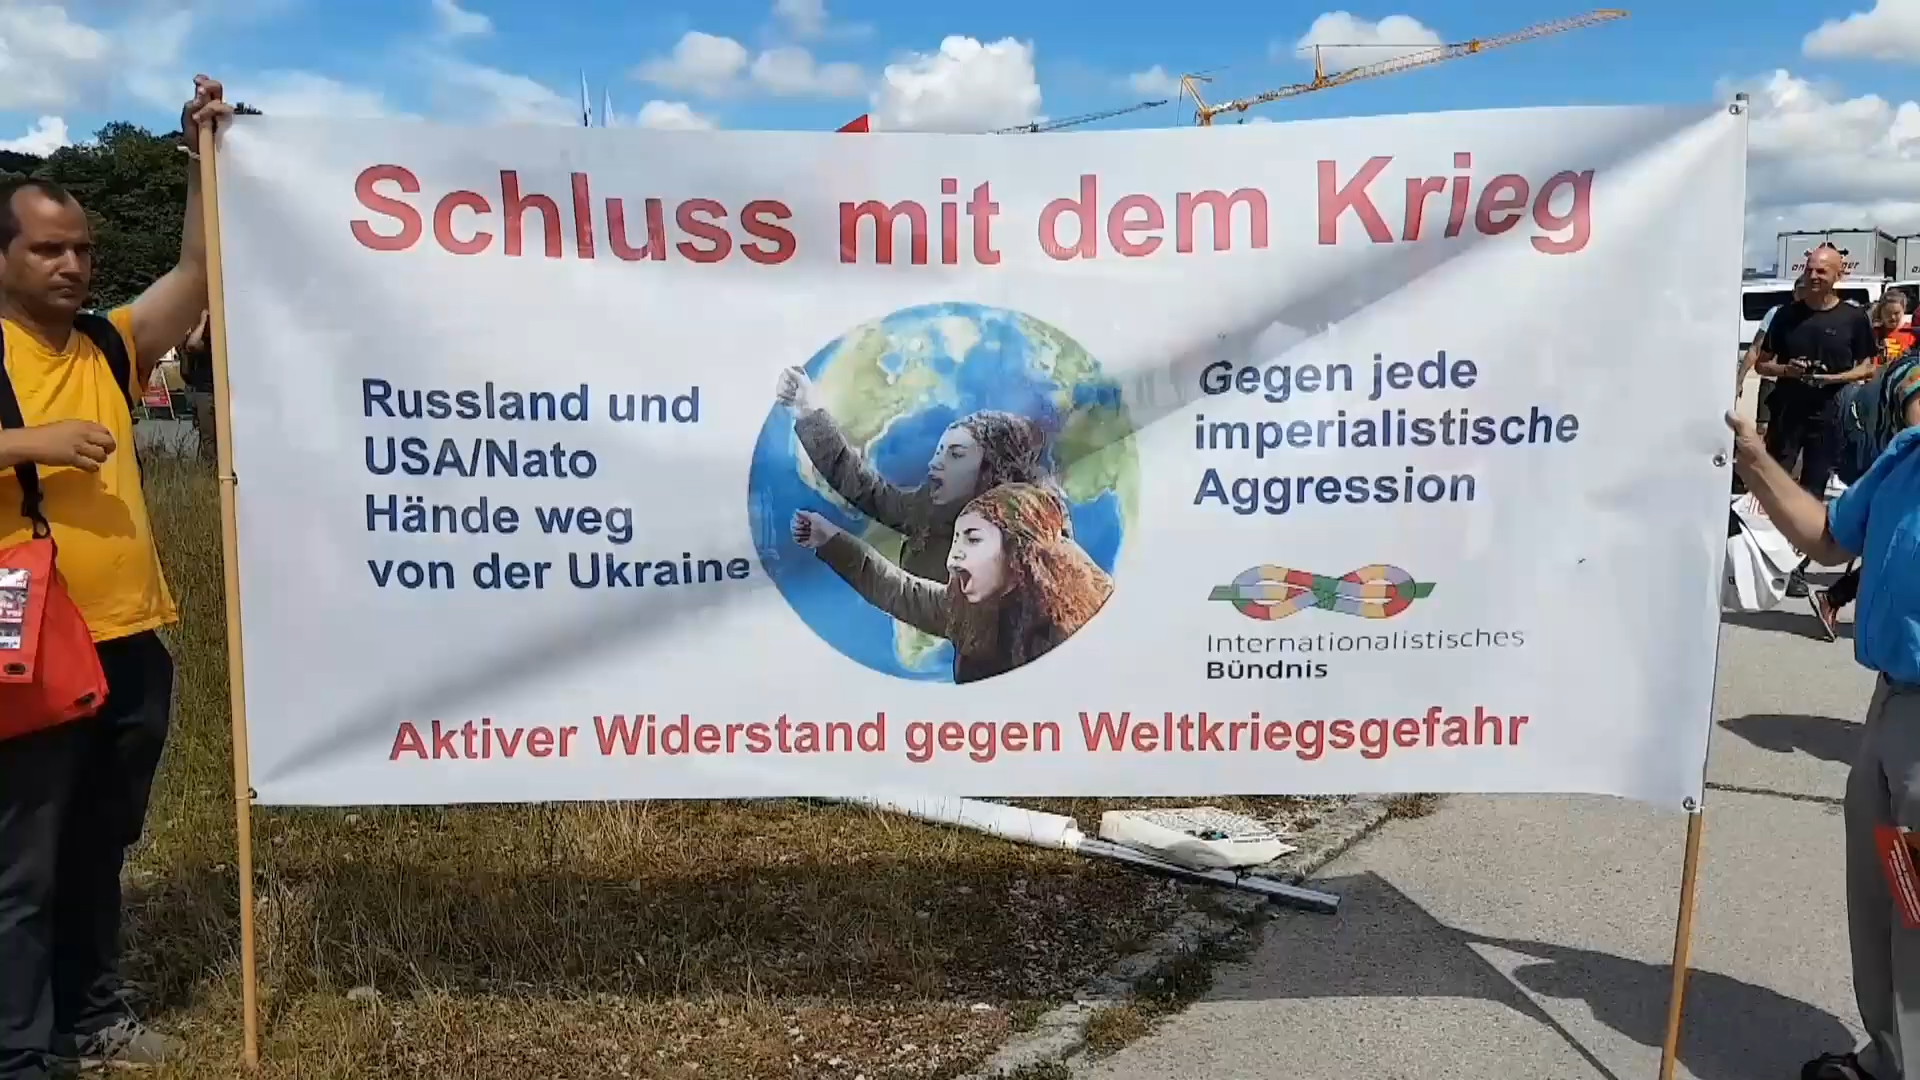 Schluss mit dem Krieg
Russland und
USA/Nato
Hände weg
von der Ukraine
Gegen jede
imperialistische
Aggression
Internationalistisches
Bündnis
Aktiver Widerstand gegen Weltkriegsgefahr